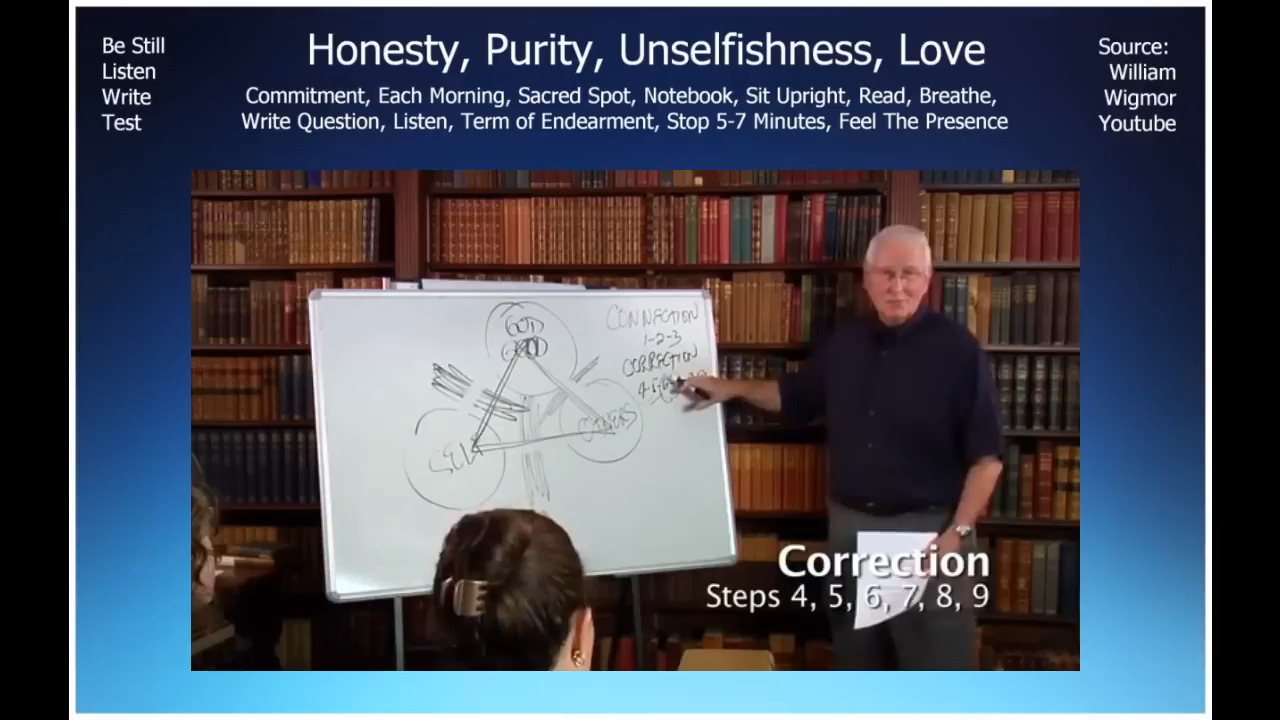 Be Still
Listen
Write
Test
Honesty, Purity, Unselfishness, Love
Commitment, Each Morning, Sacred Spot, Notebook, Sit Upright, Read, Breathe,
Write Question, Listen, Term of Endearment, Stop 5-7 Minutes, Feel The Presence
Source:
William
Wigmor
Youtube
GOD
CONNECTION
1-2-3
CORRECTION
SELF
OTHERS
Correction
Steps 4, 5, 6, 7, 8, 9